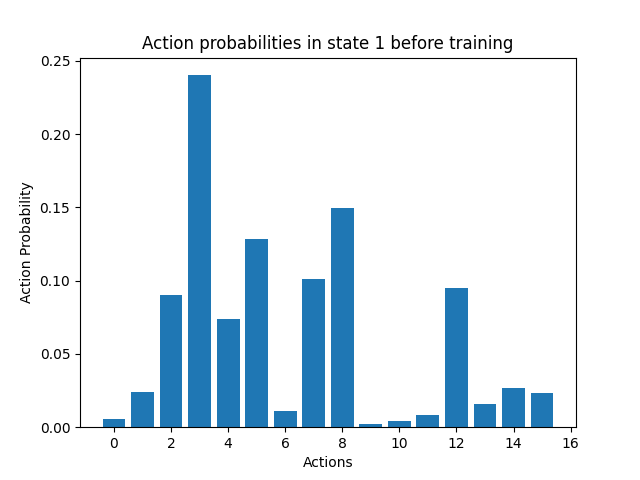 Action probabilities in state 1 before training
0.25
0.20
0.15
0.10
0.05
0.00
Action Probability
0 2 4 6 8 10 12 14 16
Actions